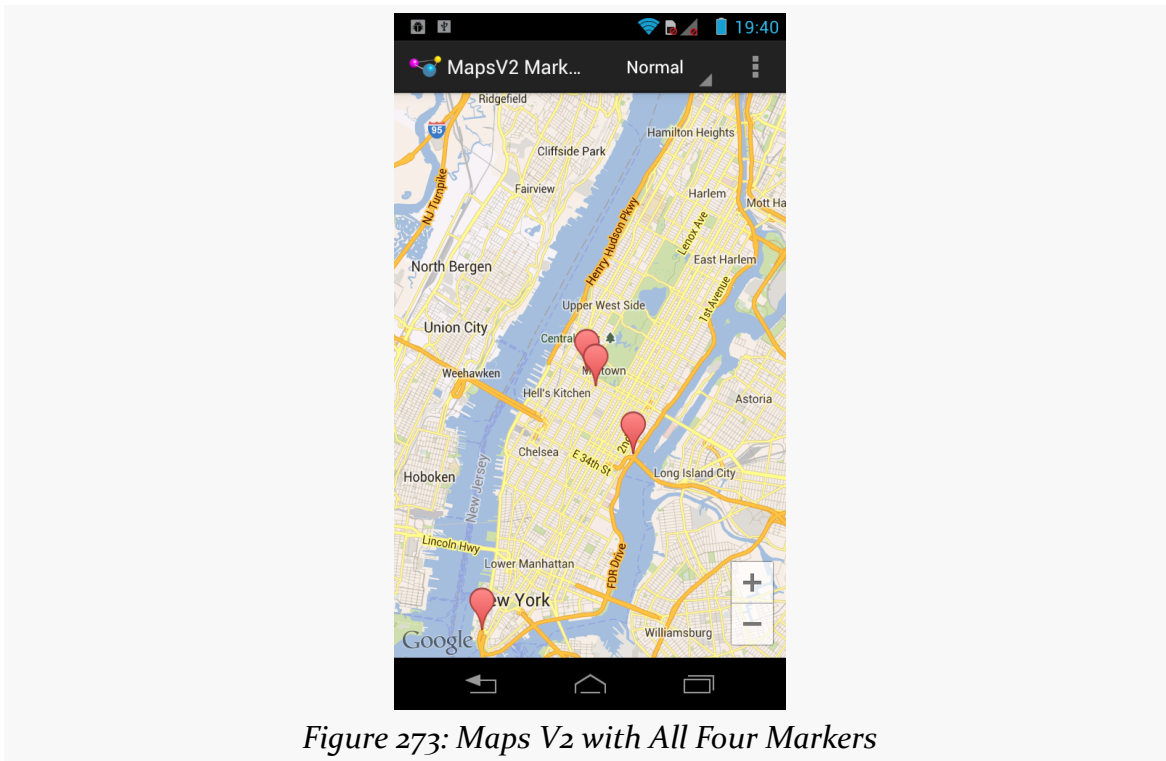 19:40
MapsV2 Mark... Normal
Ridgefield
95
Hamilton Heights
Cliffside Park
Fairview
NJ Turnpike
Harlem
Mott Ha
Henry Hudson Pkwy
Lenox Ave
East Harlem
North Bergen
1st Avenue
Upper West Side
Union City
Central
Weehawken
Hell's Kitchen
Astoria
Chelsea
E 34th St
2n
Long Island City
Hoboken
New Jersey
Lincoln Hwy
Lower Manhattan
FDR Drive
+
ew York
−
Williamsburg
Google
Figure 273: Maps V2 with All Four Markers